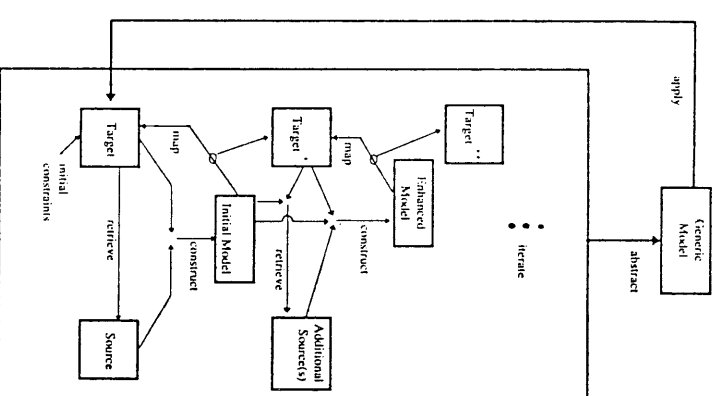 Generic
Model
apply
abstract
iterate
Target
Enhanced
Model
map
construct
Target
Additional
Source(s)
retrieve
Initial Model
map
construct
Target
retrieve
Source
initial
constraints